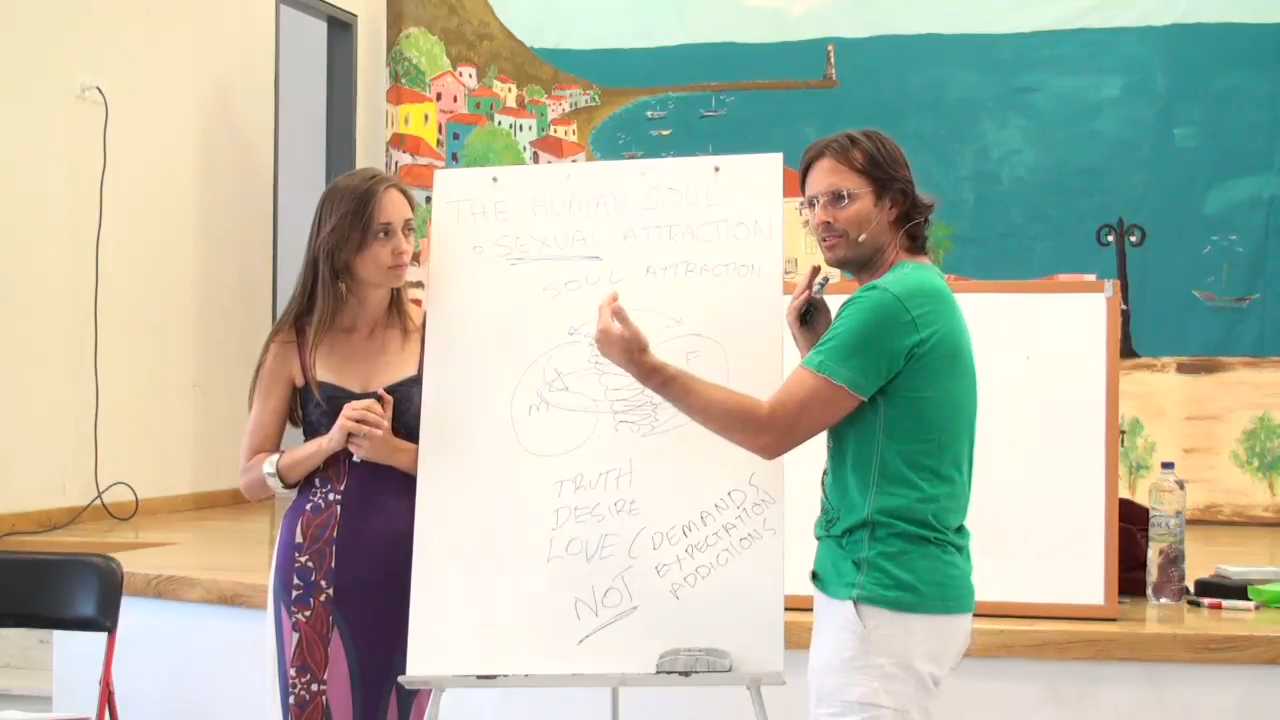 THE HUMAN SOUL
o SEXUAL ATTRACTION
SOUL ATTRACTION
F
M
TRUTH
DESIRE
LOVE (DEMANDS
EXPECTATION
ADDICTIONS
NOT